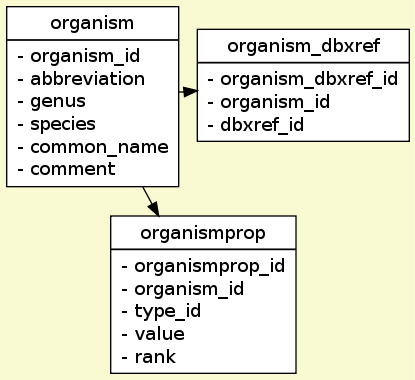 organism
- organism_id
- abbreviation
- genus
- species
- common_name
- comment
organism_dbxref
- organism_dbxref_id
- organism_id
- dbxref_id
organismprop
- organismprop_id
- organism_id
- type_id
- value
- rank